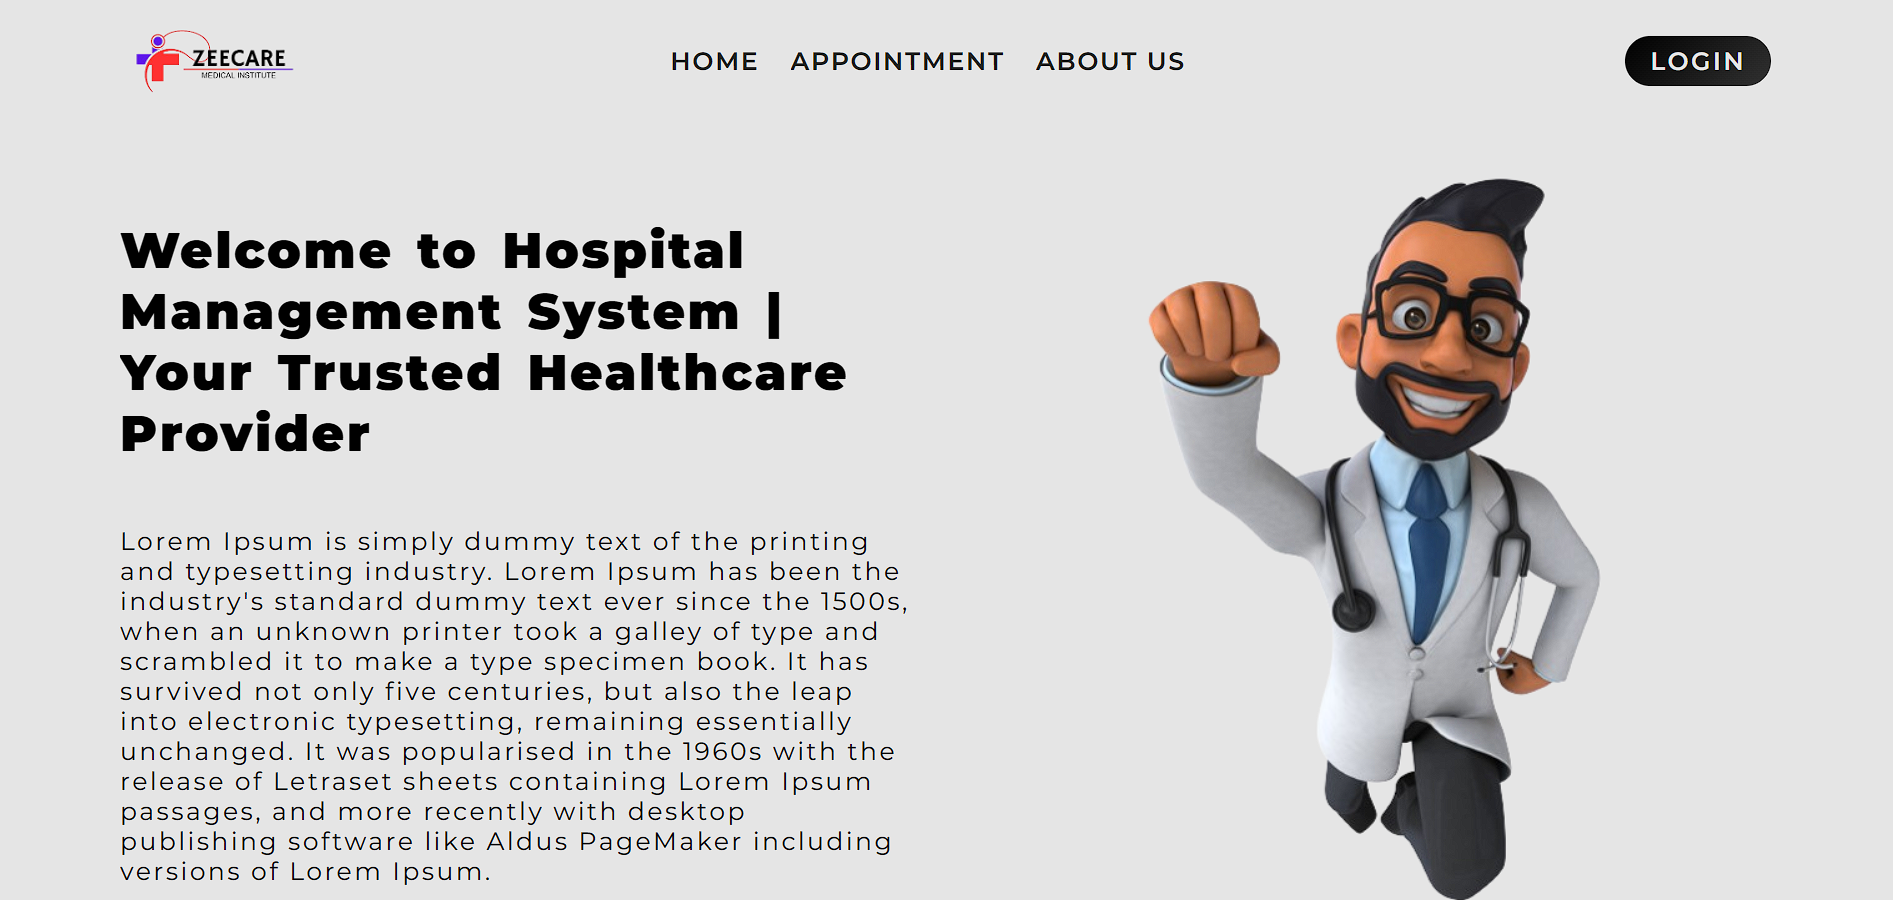 ZEECARE
MEDICAL INSTITUTE
HOME APPOINTMENT ABOUT US
LOGIN
Welcome to Hospital
Management System |
Your Trusted Healthcare
Provider
Lorem Ipsum is simply dummy text of the printing
and typesetting industry. Lorem Ipsum has been the
industry's standard dummy text ever since the 1500s,
when an unknown printer took a galley of type and
scrambled it to make a type specimen book. It has
survived not only five centuries, but also the leap
into electronic typesetting, remaining essentially
unchanged. It was popularised in the 1960s with the
release of Letraset sheets containing Lorem Ipsum
passages, and more recently with desktop
publishing software like Aldus PageMaker including
versions of Lorem Ipsum.